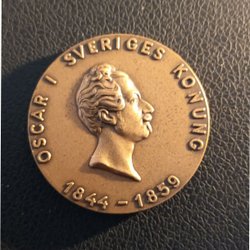 OSCAR I SVERIGES KONUNG
1844-1859